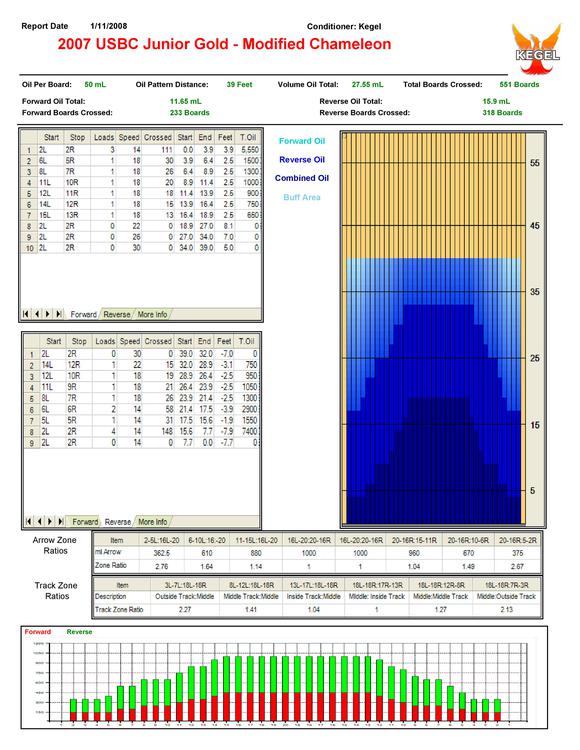 Report Date 1/11/2008 Conditioner: Kegel
2007 USBC Junior Gold - Modified Chameleon
KEGEL
Oil Per Board: 50 mL Oil Pattern Distance: 39 Feet Volume Oil Total: 27.55 mL Total Boards Crossed: 551 Boards
Forward Oil Total: 11.65 mL Reverse Oil Total: 15.9 mL
Forward Boards Crossed: 233 Boards Reverse Boards Crossed: 318 Boards
Start Stop Loads Speed Crossed Start End Feet T.Oil
1 2L 2R 3 14 111 0.0 3.9 3.9 5,550
2 6L 5R 1 18 30 3.9 6.4 2.5 1500
3 8L 7R 1 18 26 6.4 8.9 2.5 1300
4 11L 10R 1 18 20 8.9 11.4 2.5 1000
5 12L 11R 1 18 18 11.4 13.9 2.5 900
6 14L 12R 1 18 15 13.9 16.4 2.5 750
7 15L 13R 1 18 13 16.4 18.9 2.5 650
8 2L 2R 0 22 0 18.9 27.0 8.1 0
9 2L 2R 0 26 0 27.0 34.0 7.0 0
10 2L 2R 0 30 0 34.0 39.0 5.0 0
Forward Reverse More Info
Forward Oil
Reverse Oil
Combined Oil
Buff Area
55
45
35
25
15
5
Start Stop Loads Speed Crossed Start End Feet T.Oil
1 2L 2R 0 30 0 39.0 32.0 -7.0 0
2 14L 12R 1 22 15 32.0 28.9 -3.1 750
3 12L 10R 1 18 19 28.9 26.4 -2.5 950
4 11L 9R 1 18 21 26.4 23.9 -2.5 1050
5 8L 7R 1 18 26 23.9 21.4 -2.5 1300
6 6L 6R 2 14 58 21.4 17.5 -3.9 2900
7 5L 5R 1 14 31 17.5 15.6 -1.9 1550
8 2L 2R 4 14 148 15.6 7.7 -7.9 7400
9 2L 2R 0 14 0 7.7 0.0 -7.7 0
Forward Reverse More Info
Arrow Zone Ratios
Item 2-5L:16L-20 6-10L:16-20 11-15L:16-20 16L-20:20-16R 16L-20:20-16R 20-16R:15-11R 20-16R:10-6R 20-16R:5-2R
ml Arrow 362.5 610 880 1000 1000 960 670 375
Zone Ratio 2.76 1.64 1.14 1 1 1.04 1.49 2.67
Track Zone Ratios
Item 3L-7L:18L-18R 8L-12L:18L-18R 13L-17L:18L-18R 18L-18R:17R-13R 18L-18R:12R-8R 18L-18R:7R-3R
Description Outside Track:Middle Middle Track:Middle Inside Track:Middle Middle: Inside Track Middle:Middle Track Middle:Outside Track
Track Zone Ratio 2.27 1.41 1.04 1 1.27 2.13
Forward Reverse